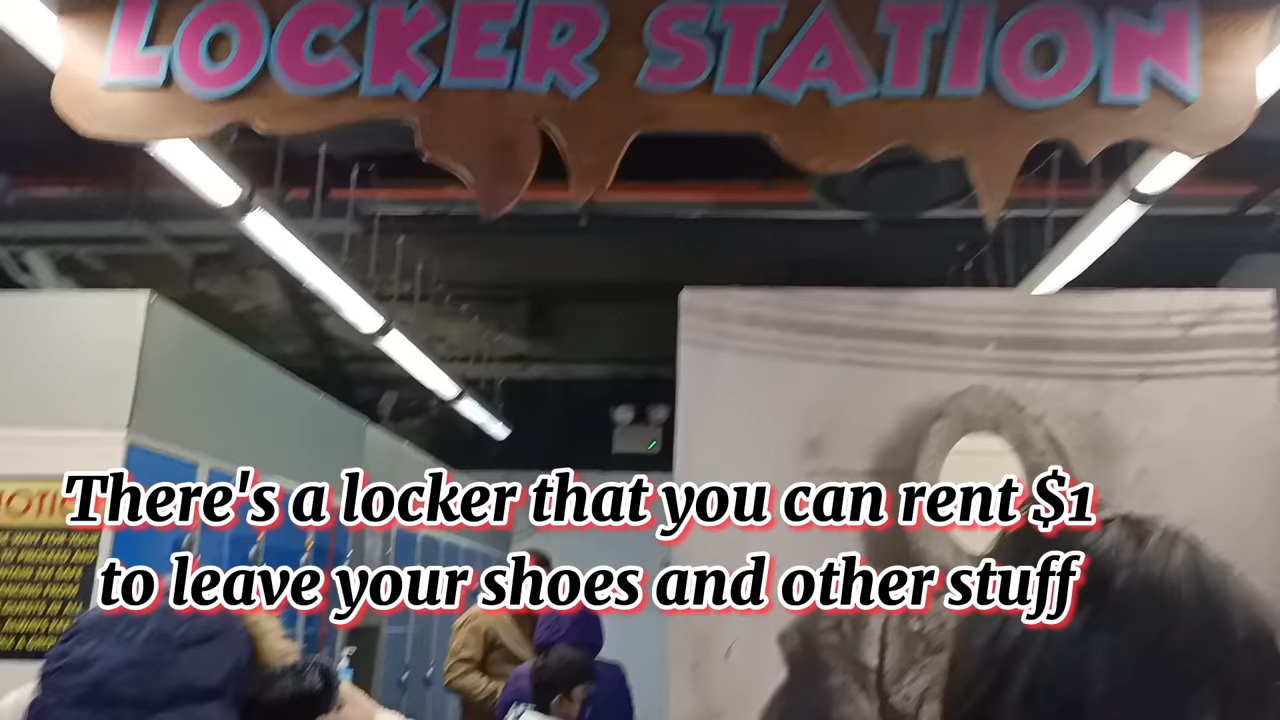 LOCKER STATION
There's a locker that you can rent $1
to leave your shoes and other stuff